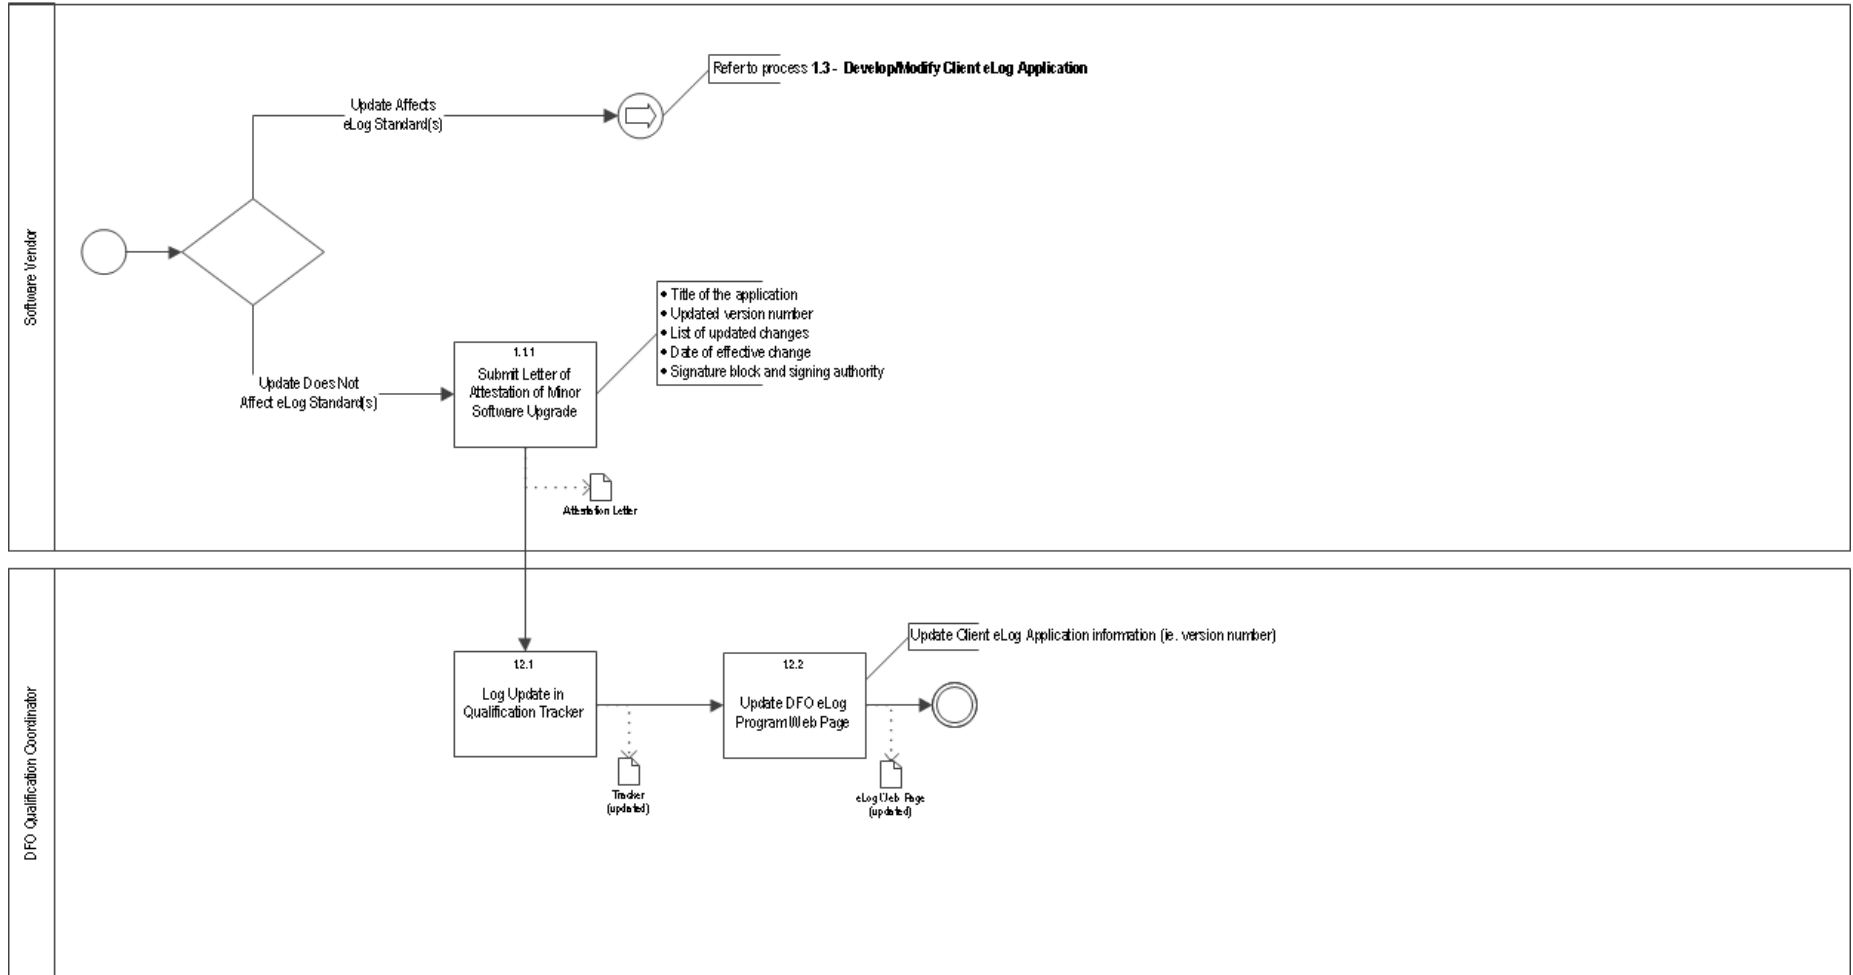 Software Vendor
Refer to process 1.3 - Develop/Modify Client eLog Application
Update Affects
eLog Standard(s)
• Title of the application
• Updated version number
• List of updated changes
• Date of effective change
• Signature block and signing authority
1.1.1
Submit Letter of
Attestation of Minor
Software Upgrade
Update Does Not
Affect eLog Standard(s)
Attestation Letter
DFO Qualification Coordinator
Update Client eLog Application information (ie. version number)
1.2.1
Log Update in
Qualification Tracker
1.2.2
Update DFO eLog
Program Web Page
Tracker
(updated)
eLog Web Page
(updated)